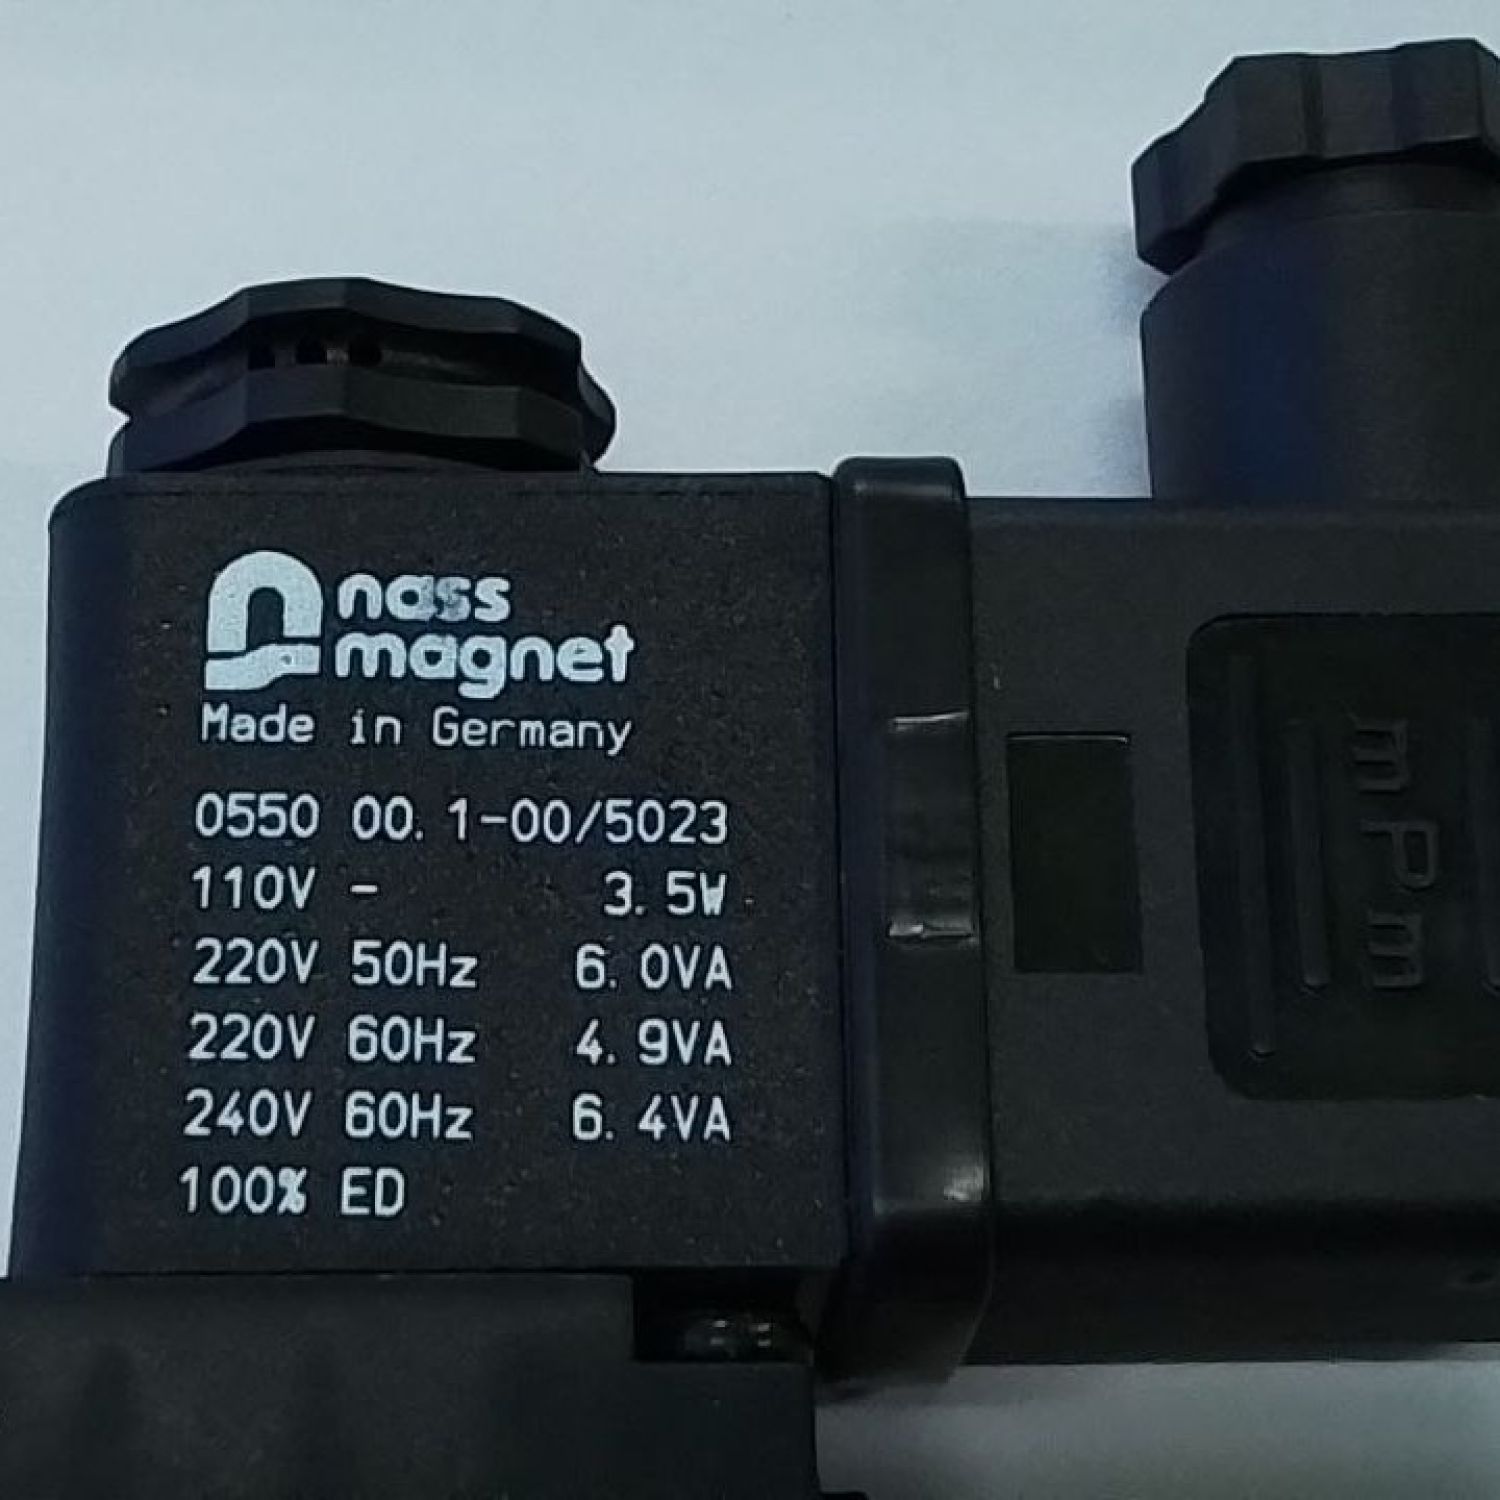 nass
magnet
Made in Germany
0550 00.1-00/5023
110V - 3.5W
220V 50Hz 6.0VA
220V 60Hz 4.9VA
240V 60Hz 6.4VA
100% ED
mPm